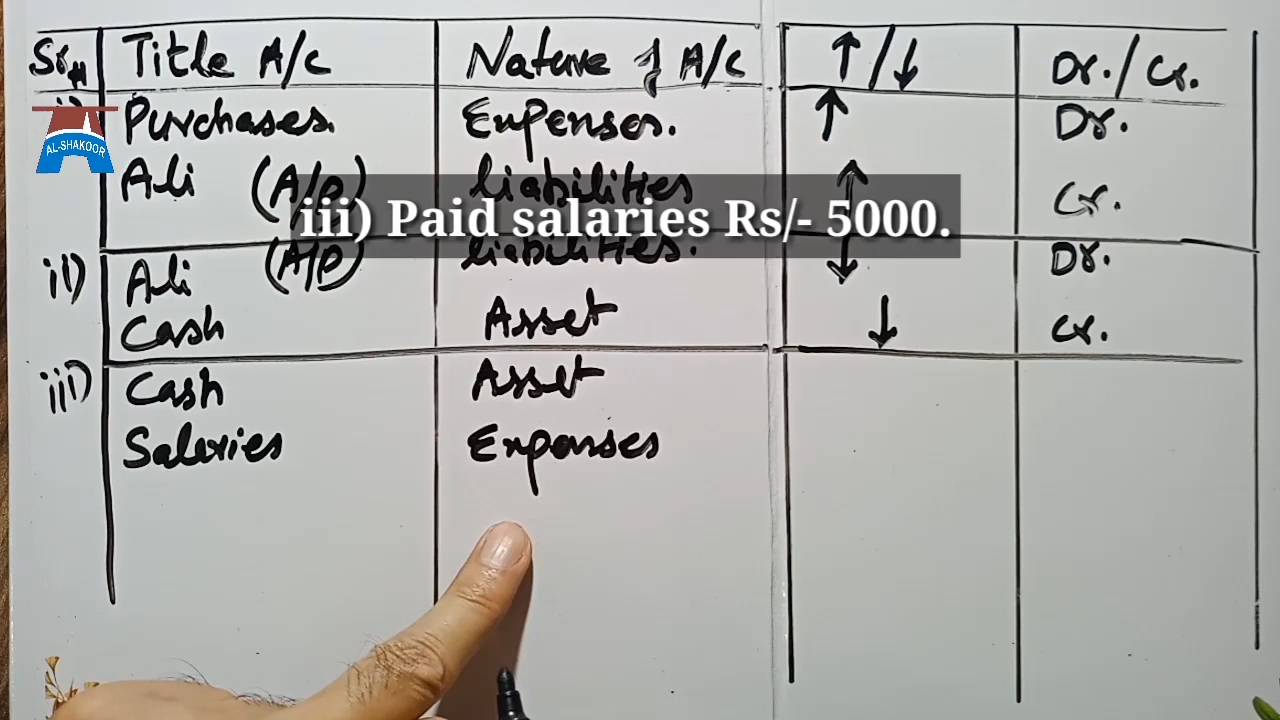 Sr# Title A/C Nature of A/C ↑/↓ Dr./Cr.
i) Purchases. Expenses. ↑ Dr.
AL-SHAKOOR
Ali (A/P) liabilities ↑ Cr.
iii) Paid salaries Rs/- 5000.
ii) Ali (A/P) liabilities. ↓ Dr.
Cash Asset ↓ Cr.
iii) Cash Asset
Salaries Expenses